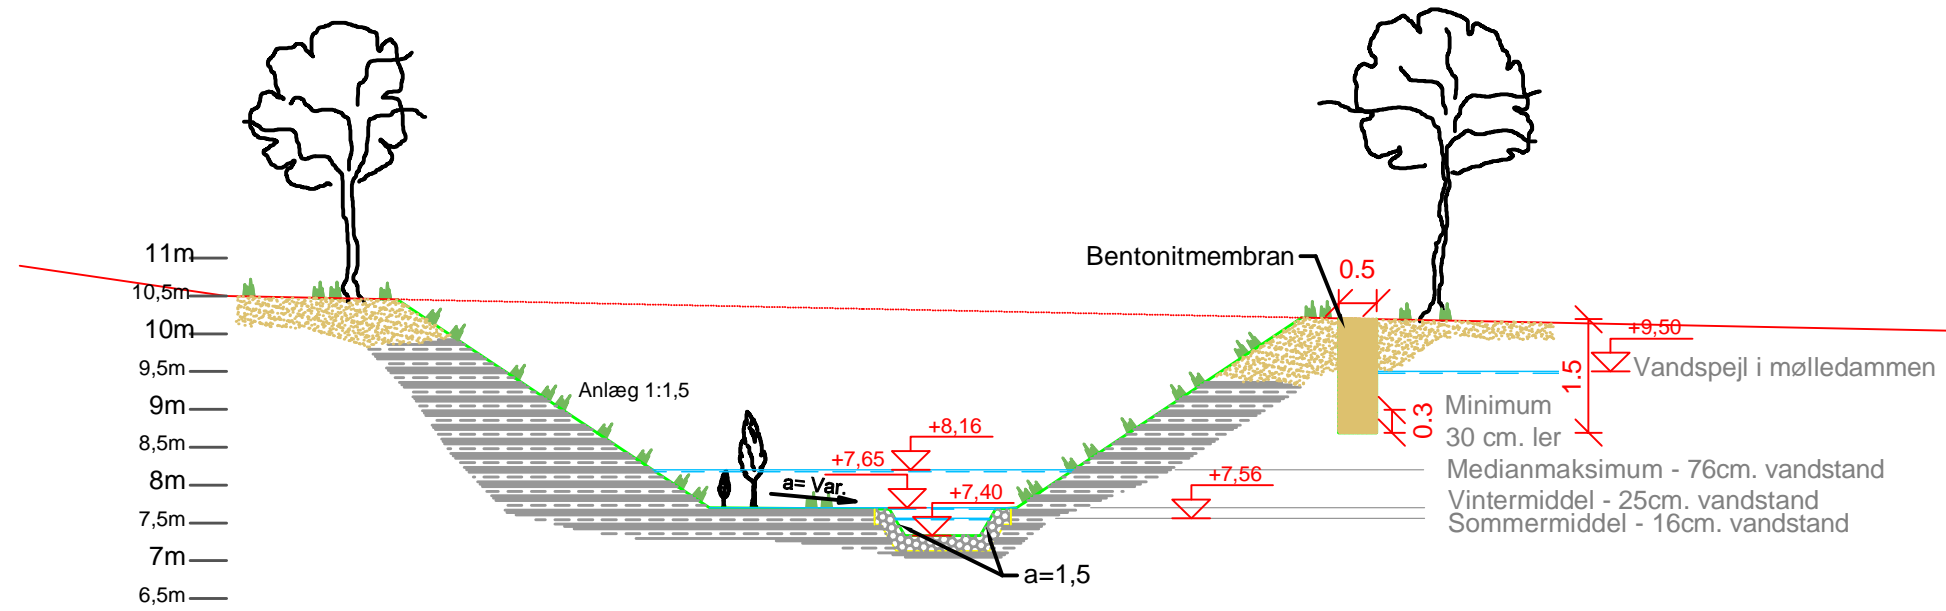 11m
10,5m
10m
9,5m
9m
8,5m
8m
7,5m
7m
6,5m
Anlæg 1:1,5
a= Var.
+7,65
+8,16
+7,40
a=1,5
Bentonitmembran
0.5
+9,50
Vandspejl i mølledammen
1.5
0.3
Minimum
30 cm. ler
Medianmaksimum - 76cm. vandstand
+7,56
Vintermiddel - 25cm. vandstand
Sommermiddel - 16cm. vandstand